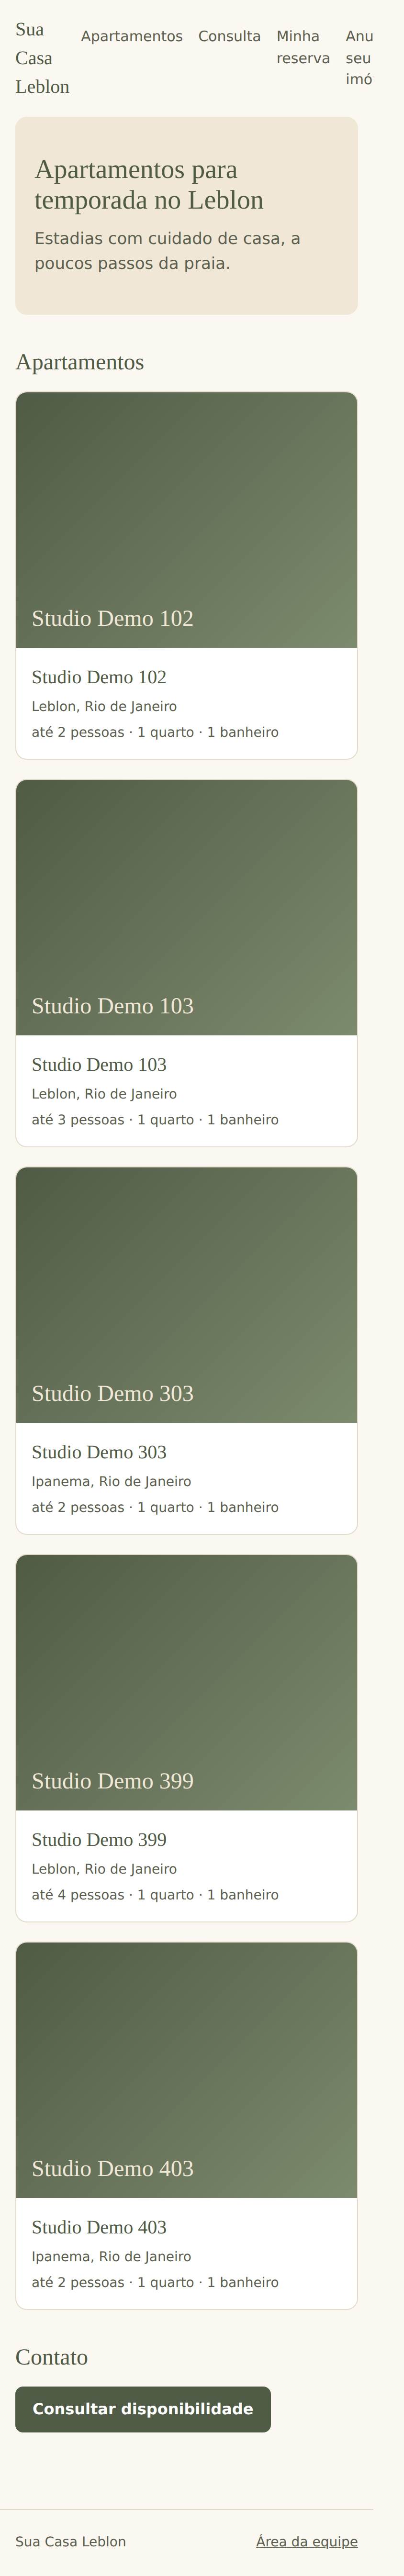 Sua
Casa
Leblon
Apartamentos
Consulta
Minha
reserva
Anu
seu
imó
Apartamentos para
temporada no Leblon
Estadias com cuidado de casa, a
poucos passos da praia.
Apartamentos
Studio Demo 102
Studio Demo 102
Leblon, Rio de Janeiro
até 2 pessoas · 1 quarto · 1 banheiro
Studio Demo 103
Studio Demo 103
Leblon, Rio de Janeiro
até 3 pessoas · 1 quarto · 1 banheiro
Studio Demo 303
Studio Demo 303
Ipanema, Rio de Janeiro
até 2 pessoas · 1 quarto · 1 banheiro
Studio Demo 399
Studio Demo 399
Leblon, Rio de Janeiro
até 4 pessoas · 1 quarto · 1 banheiro
Studio Demo 403
Studio Demo 403
Ipanema, Rio de Janeiro
até 2 pessoas · 1 quarto · 1 banheiro
Contato
Consultar disponibilidade
Sua Casa Leblon
Área da equipe